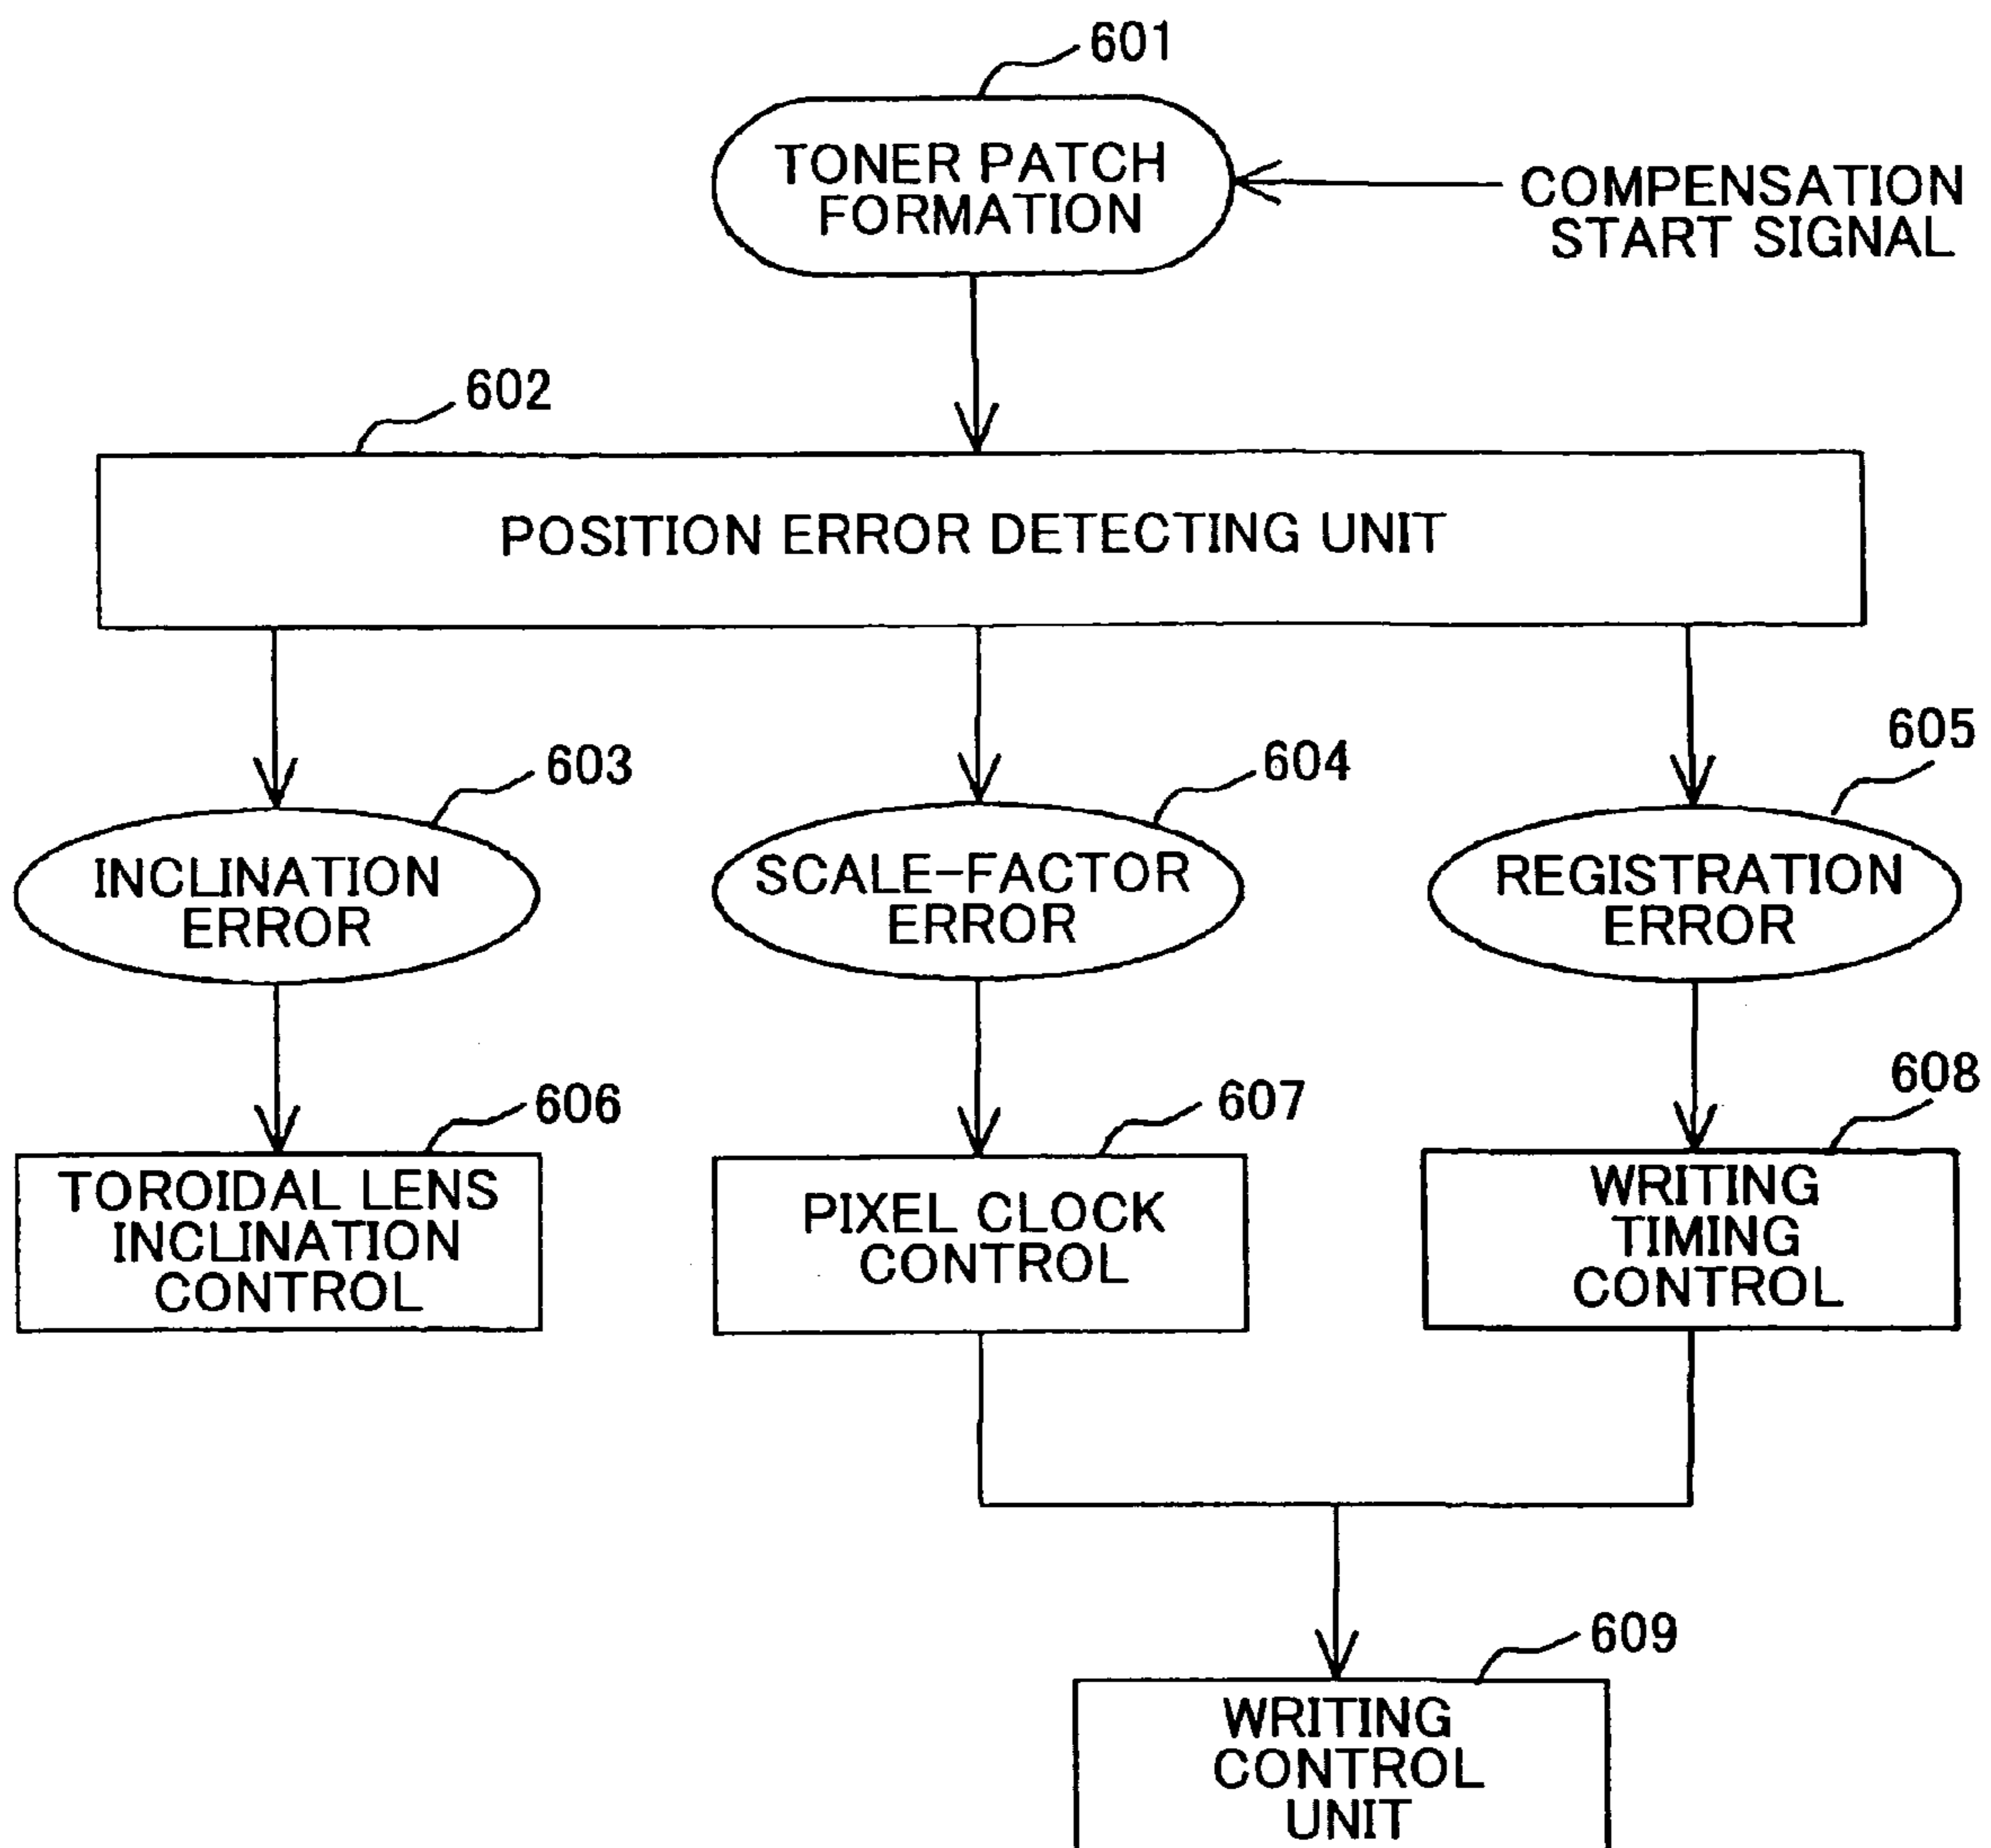 601
TONER PATCH
FORMATION
COMPENSATION
START SIGNAL
602
POSITION ERROR DETECTING UNIT
603
604
605
INCLINATION
ERROR
SCALE-FACTOR
ERROR
REGISTRATION
ERROR
606
607
608
TOROIDAL LENS
INCLINATION
CONTROL
PIXEL CLOCK
CONTROL
WRITING
TIMING
CONTROL
609
WRITING
CONTROL
UNIT